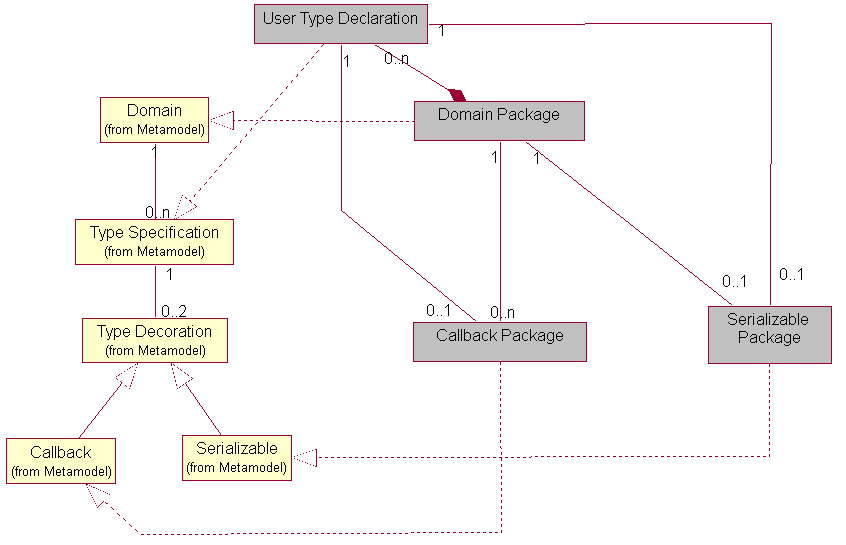 User Type Declaration
1
0..n
1
Domain
(from Metamodel)
Domain Package
1
1
1
0..n
Type Specification
(from Metamodel)
1
0..1
0..1
0..2
0..1
0..n
Type Decoration
(from Metamodel)
Callback Package
Serializable
Package
Callback
(from Metamodel)
Serializable
(from Metamodel)